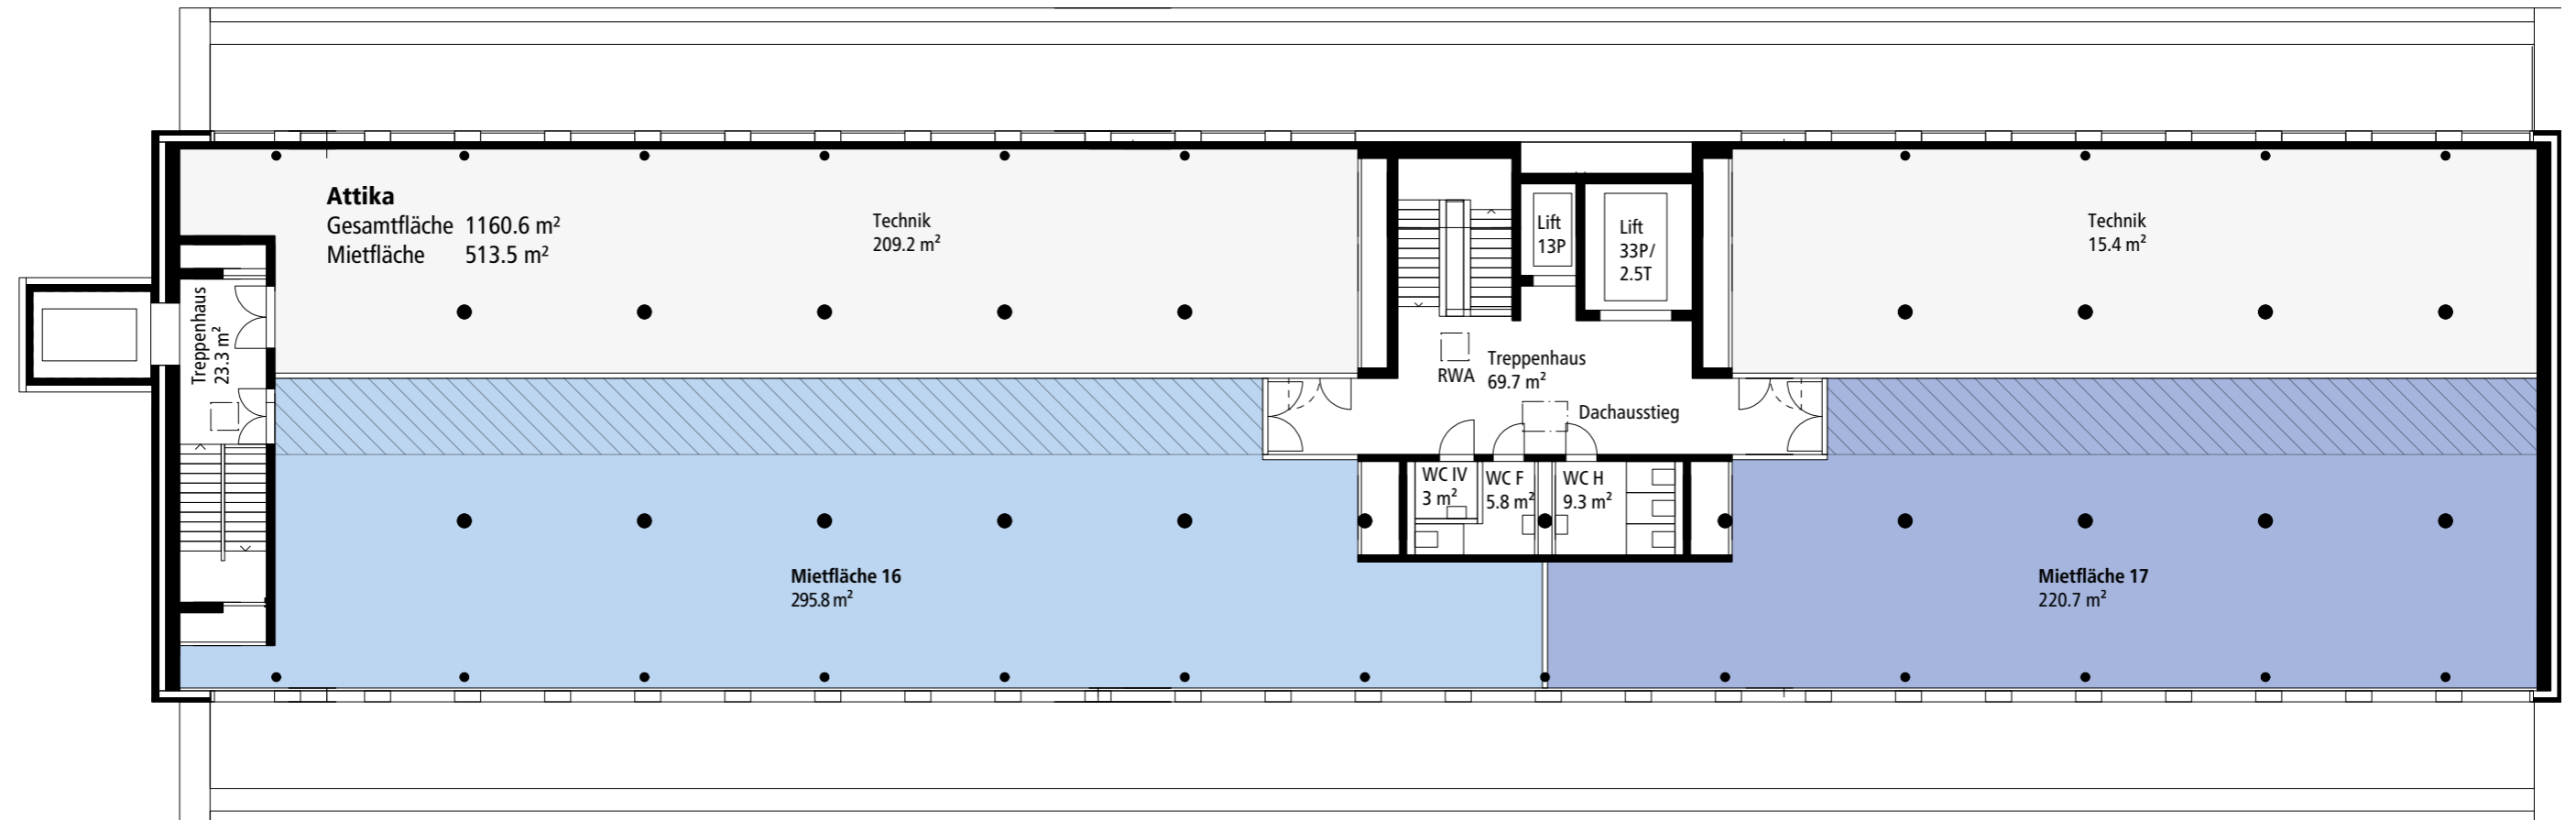 Attika
Gesamtfläche 1160.6 m²
Mietfläche 513.5 m²
Technik
209.2 m²
Lift
13P
Lift
33P/
2.5T
Technik
15.4 m²
Treppenhaus
23.3 m²
RWA
Treppenhaus
69.7 m²
Dachausstieg
WC IV
3 m²
WC F
5.8 m²
WC H
9.3 m²
Mietfläche 16
295.8 m²
Mietfläche 17
220.7 m²